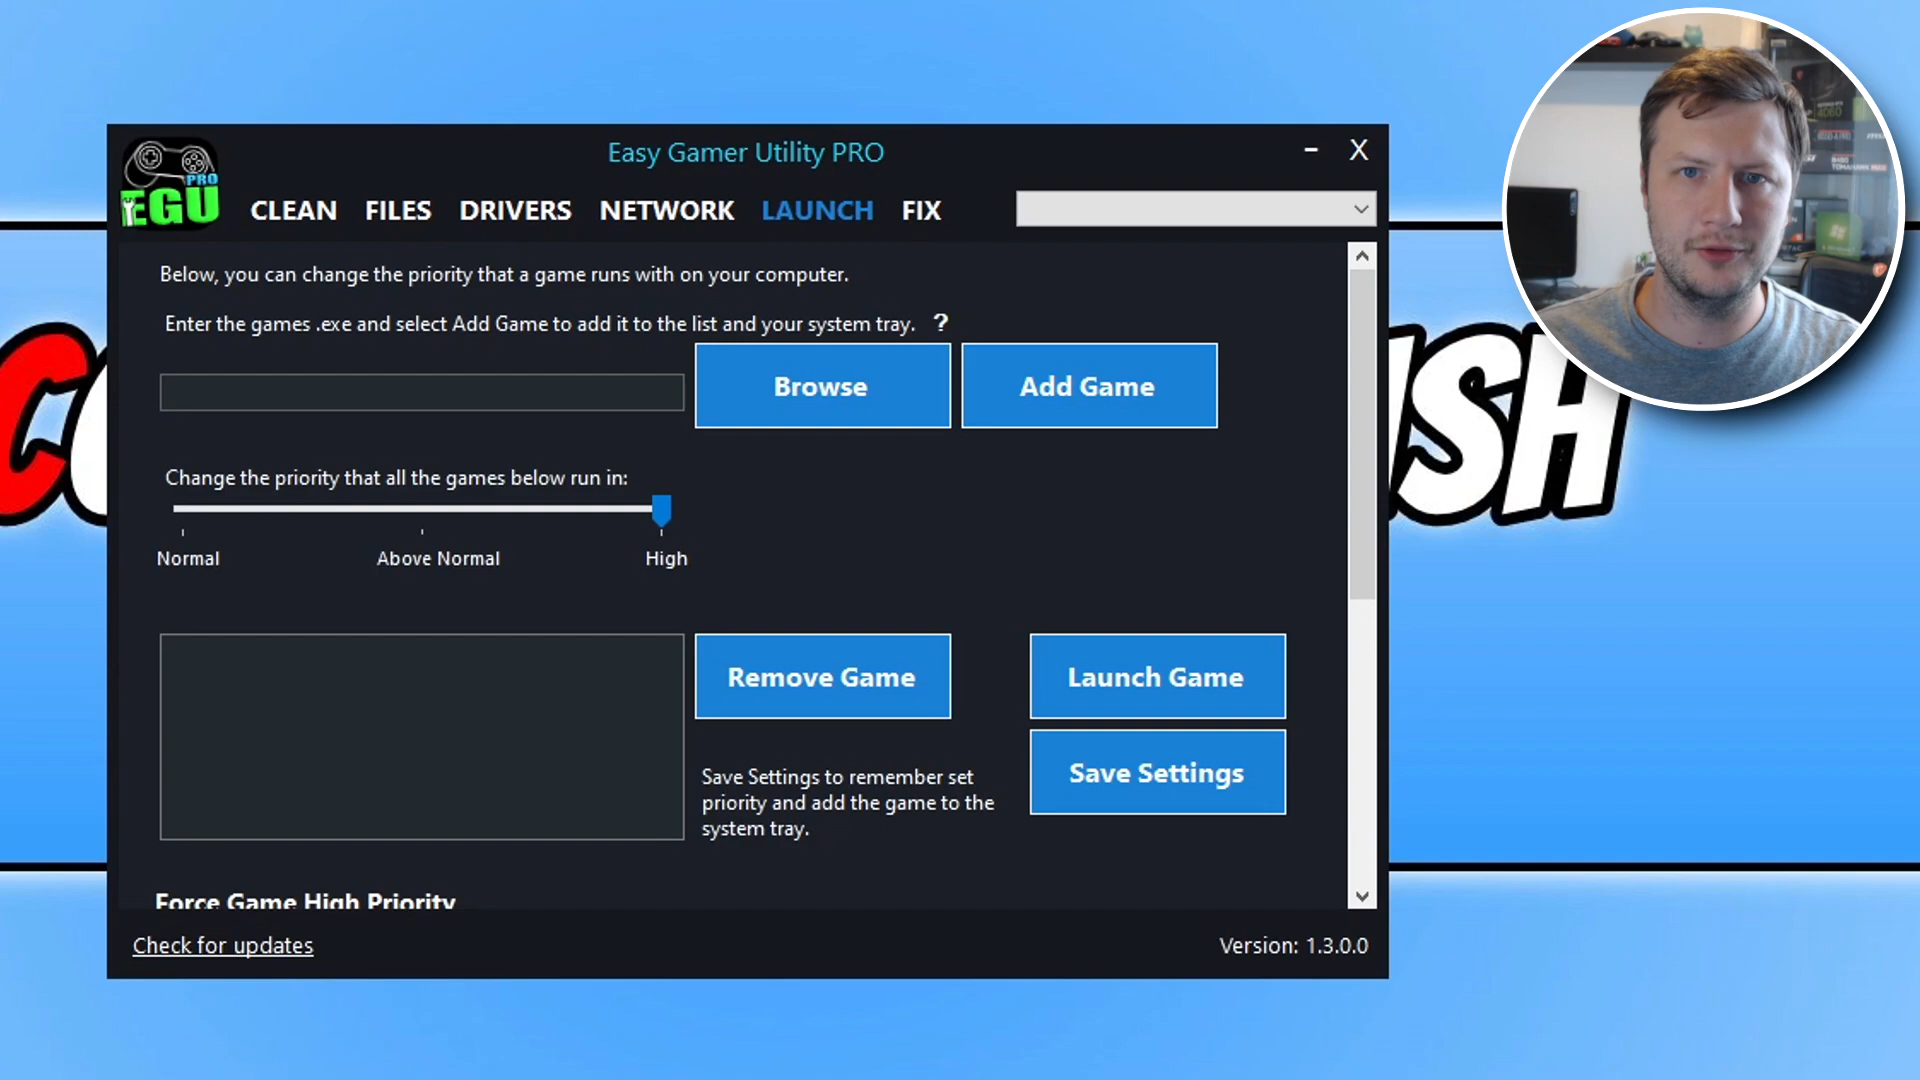 Easy Gamer Utility PRO
- X
PRO
EGU
CLEAN FILES DRIVERS NETWORK LAUNCH FIX
Below, you can change the priority that a game runs with on your computer.
Enter the games .exe and select Add Game to add it to the list and your system tray. ?
Browse
Add Game
Change the priority that all the games below run in:
Normal
Above Normal
High
Remove Game
Launch Game
Save Settings to remember set
priority and add the game to the
system tray.
Save Settings
Force Game High Priority
Check for updates
Version: 1.3.0.0
C
SH
4060